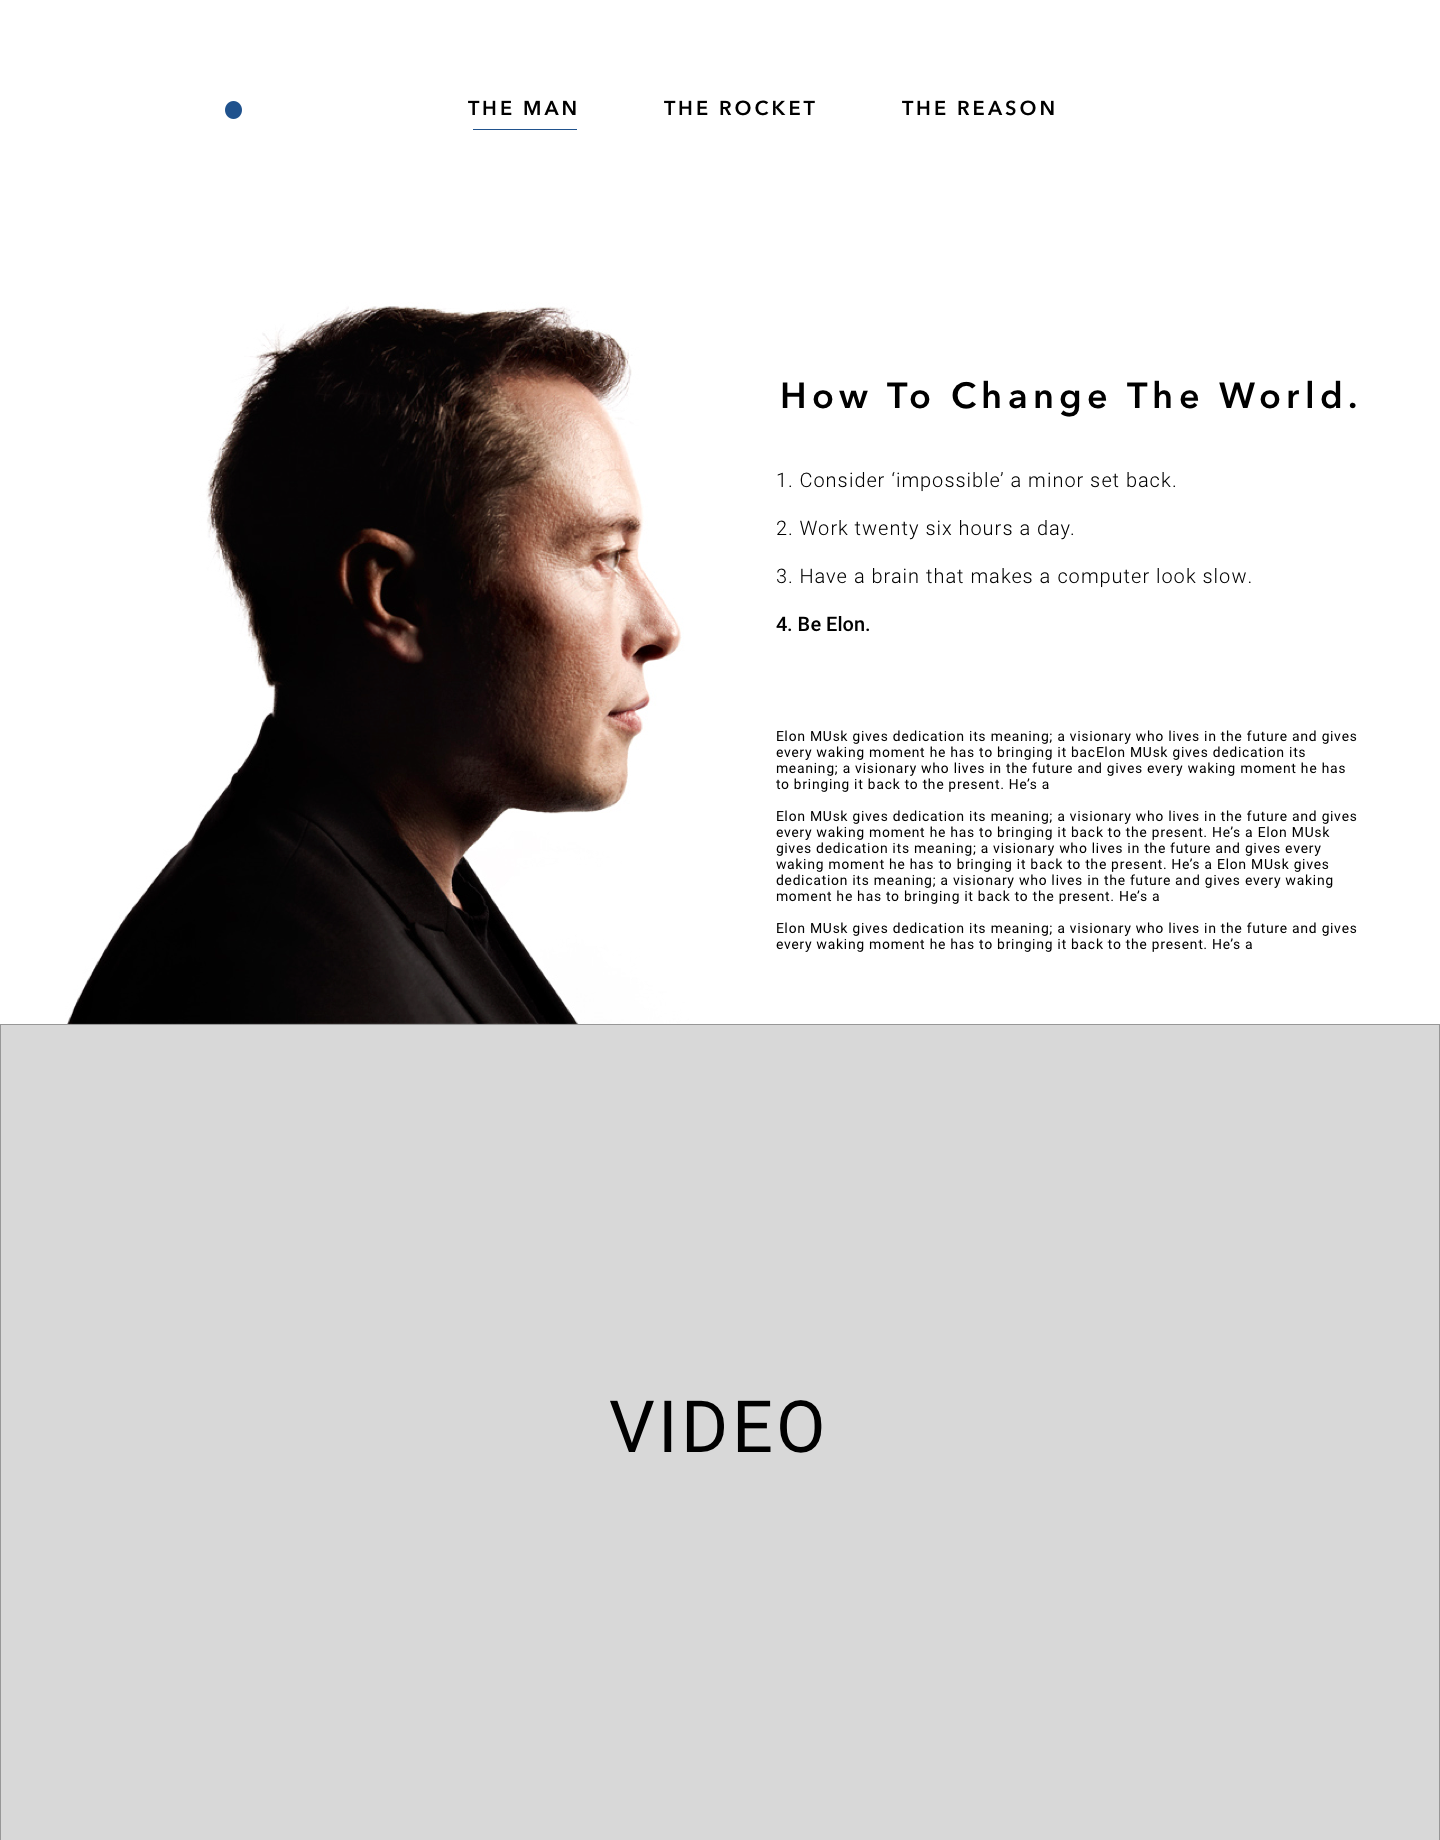 THE MAN THE ROCKET THE REASON
How To Change The World.
1. Consider ‘impossible’ a minor set back.
2. Work twenty six hours a day.
3. Have a brain that makes a computer look slow.
4. Be Elon.
Elon MUsk gives dedication its meaning; a visionary who lives in the future and gives
every waking moment he has to bringing it bacElon MUsk gives dedication its
meaning; a visionary who lives in the future and gives every waking moment he has
to bringing it back to the present. He’s a
Elon MUsk gives dedication its meaning; a visionary who lives in the future and gives
every waking moment he has to bringing it back to the present. He’s a Elon MUsk
gives dedication its meaning; a visionary who lives in the future and gives every
waking moment he has to bringing it back to the present. He’s a Elon MUsk gives
dedication its meaning; a visionary who lives in the future and gives every waking
moment he has to bringing it back to the present. He’s a
Elon MUsk gives dedication its meaning; a visionary who lives in the future and gives
every waking moment he has to bringing it back to the present. He’s a
VIDEO